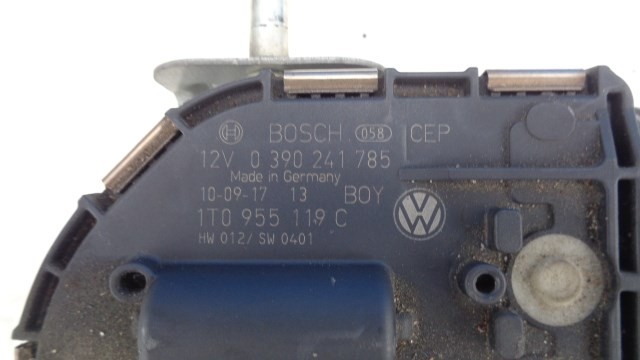 BOSCH 058 CEP
12V 0 390 241 785
Made in Germany
10-09-17 13 BOY
1T0 955 119 C
HW 012/ SW 0401